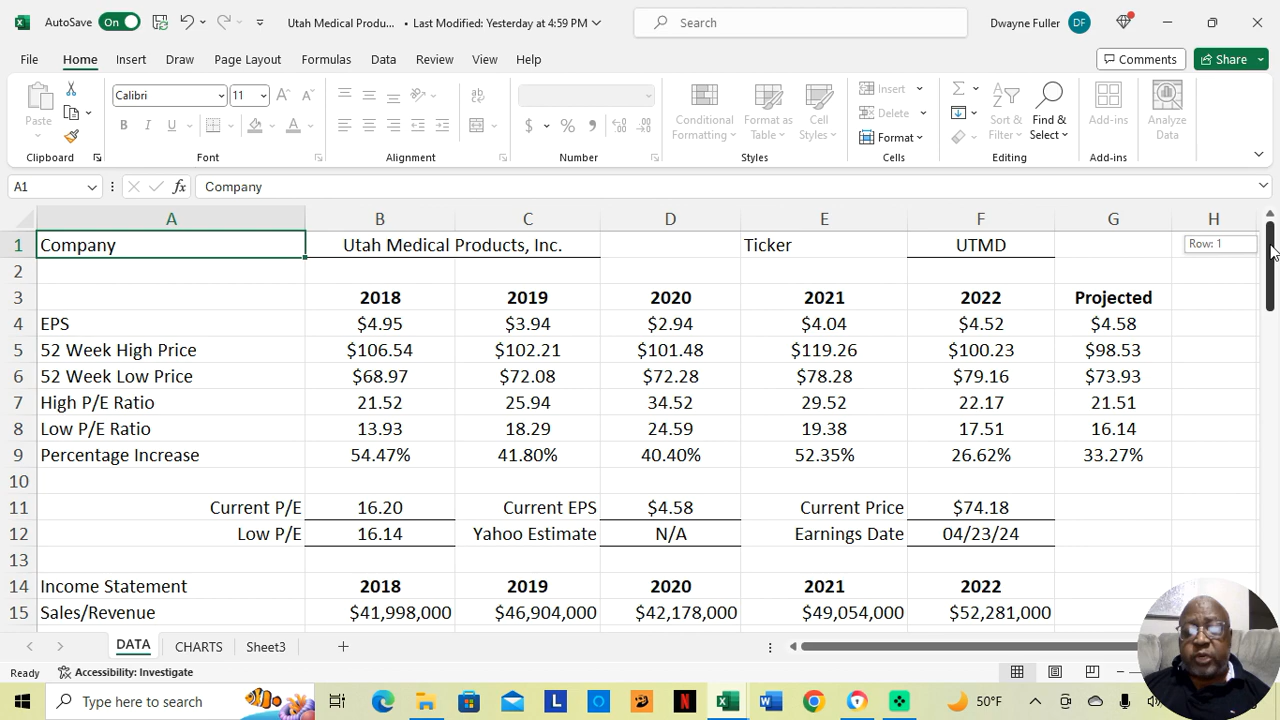 AutoSave On Utah Medical Produ... • Last Modified: Yesterday at 4:59 PM Search Dwayne Fuller DF
File Home Insert Draw Page Layout Formulas Data Review View Help Comments Share
Paste Calibri 11 Conditional Formatting Format as Table Cell Styles Insert Delete Format Sort & Filter Find & Select Add-ins Analyze Data
B I U A $ % 9
Clipboard Font Alignment Number Styles Cells Editing Add-ins
A1 fx Company
A B C D E F G H
1 Company Utah Medical Products, Inc. Ticker UTMD Row: 1
2
3 2018 2019 2020 2021 2022 Projected
4 EPS $4.95 $3.94 $2.94 $4.04 $4.52 $4.58
5 52 Week High Price $106.54 $102.21 $101.48 $119.26 $100.23 $98.53
6 52 Week Low Price $68.97 $72.08 $72.28 $78.28 $79.16 $73.93
7 High P/E Ratio 21.52 25.94 34.52 29.52 22.17 21.51
8 Low P/E Ratio 13.93 18.29 24.59 19.38 17.51 16.14
9 Percentage Increase 54.47% 41.80% 40.40% 52.35% 26.62% 33.27%
10
11 Current P/E 16.20 Current EPS $4.58 Current Price $74.18
12 Low P/E 16.14 Yahoo Estimate N/A Earnings Date 04/23/24
13
14 Income Statement 2018 2019 2020 2021 2022
15 Sales/Revenue $41,998,000 $46,904,000 $42,178,000 $49,054,000 $52,281,000
DATA CHARTS Sheet3
Ready Accessibility: Investigate
Type here to search 50°F